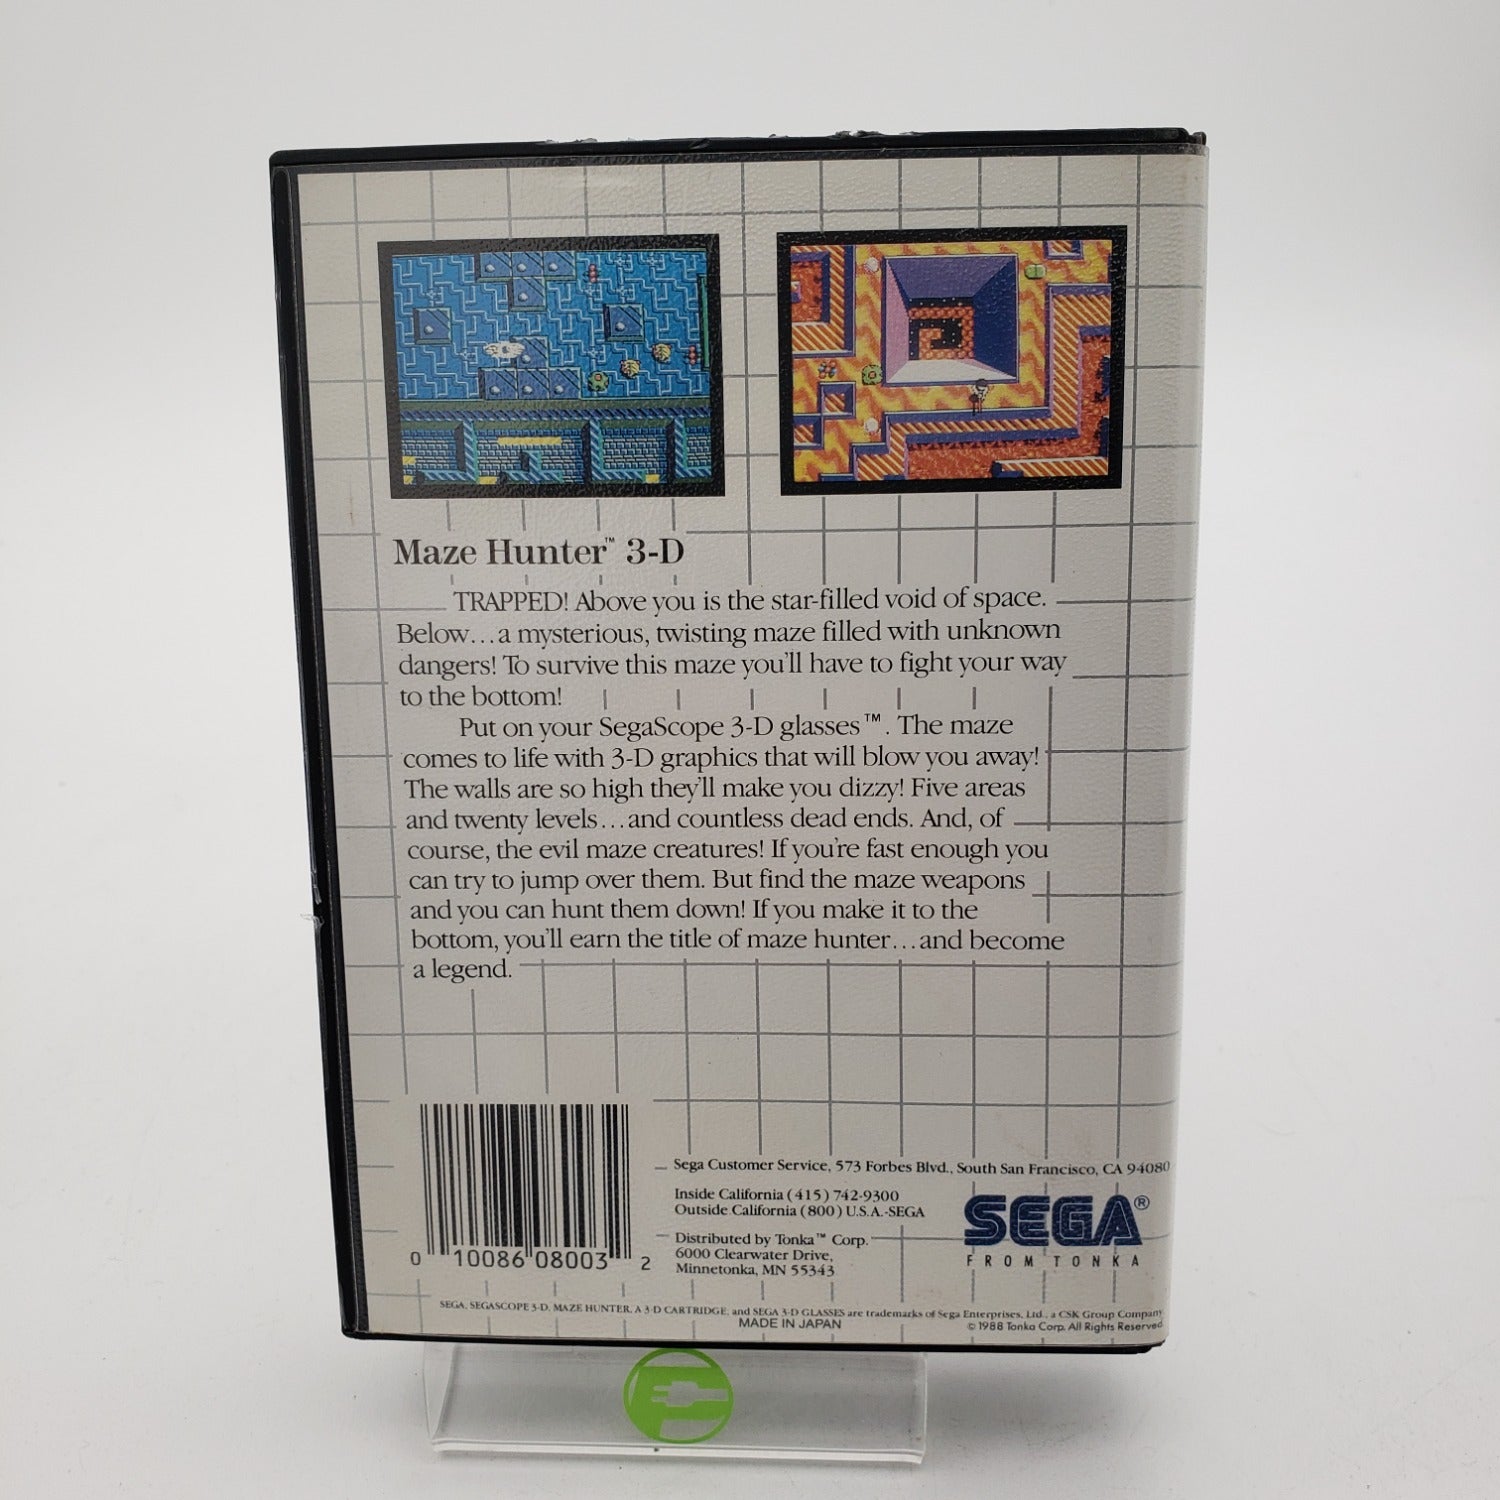 Maze Hunter™ 3-D
TRAPPED! Above you is the star-filled void of space.
Below...a mysterious, twisting maze filled with unknown
dangers! To survive this maze you'll have to fight your way
to the bottom!
Put on your SegaScope 3-D glasses™. The maze
comes to life with 3-D graphics that will blow you away!
The walls are so high they'll make you dizzy! Five areas
and twenty levels...and countless dead ends. And, of
course, the evil maze creatures! If you're fast enough you
can try to jump over them. But find the maze weapons
and you can hunt them down! If you make it to the
bottom, you'll earn the title of maze hunter...and become
a legend.
0 10086 08003 2
Sega Customer Service, 573 Forbes Blvd., South San Francisco, CA 94080
Inside California (415) 742-9300
Outside California (800) U.S.A.-SEGA
Distributed by Tonka™ Corp.
6000 Clearwater Drive,
Minnetonka, MN 55343
SEGA®
FROM TONKA
SEGA, SEGASCOPE 3-D, MAZE HUNTER, A 3-D CARTRIDGE, and SEGA 3-D GLASSES are trademarks of Sega Enterprises, Ltd., a CSK Group Company
MADE IN JAPAN
© 1988 Tonka Corp. All Rights Reserved